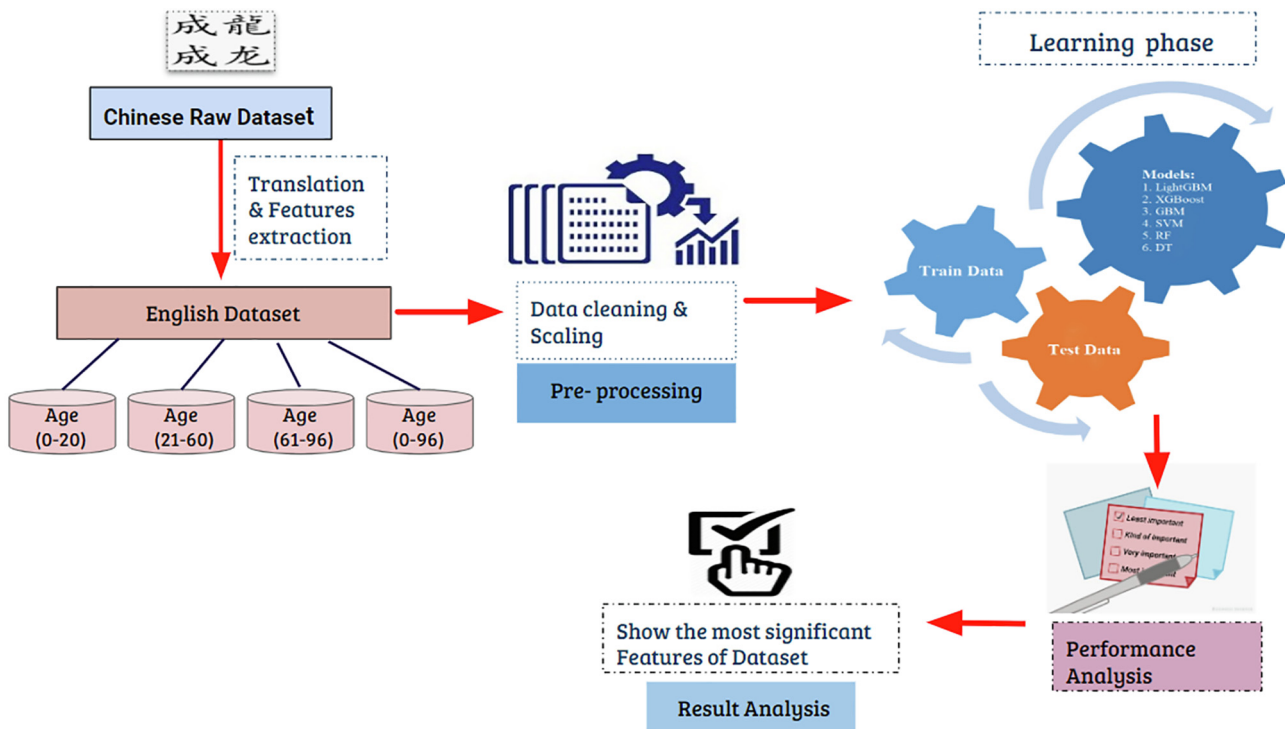 成龍
成龙
Chinese Raw Dataset
Translation
& Features
extraction
English Dataset
Age
(0-20)
Age
(21-60)
Age
(61-96)
Age
(0-96)
Data cleaning &
Scaling
Pre- processing
Learning phase
Models:
1. LightGBM
2. XGBoost
3. GBM
4. SVM
5. RF
6. DT
Train Data
Test Data
Least important
Kind of important
Very important
Most
Performance
Analysis
Show the most significant
Features of Dataset
Result Analysis